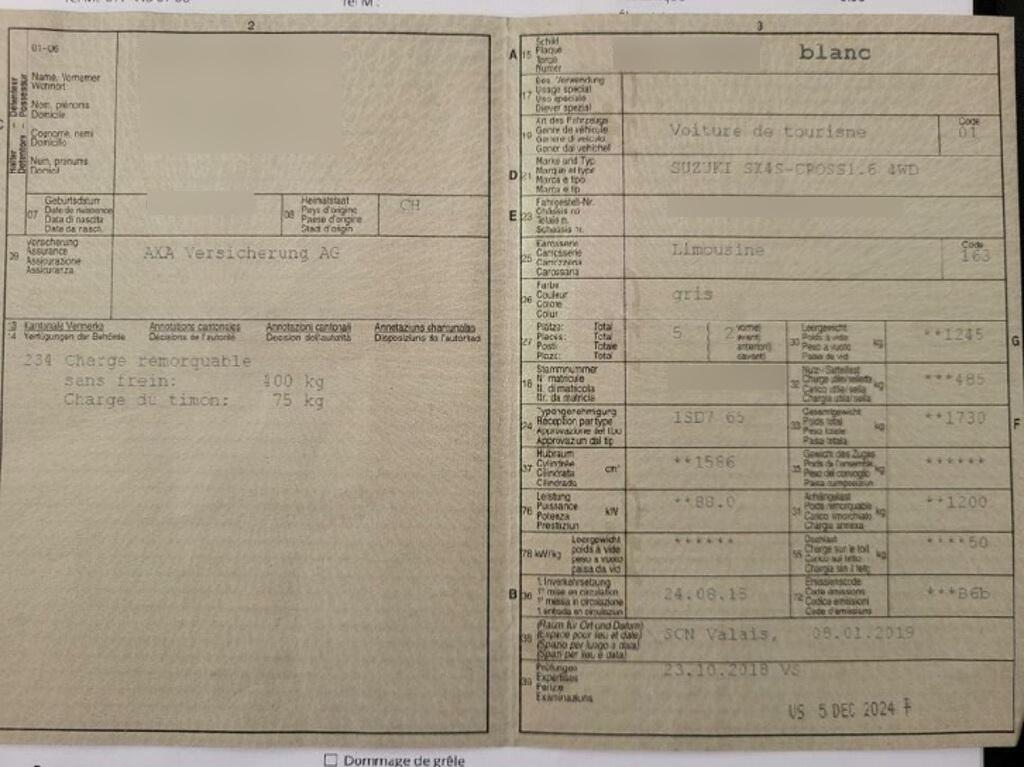 2
01-06
Name, Vornamen
Wohnort
Nom, prénoms
Domicile
Cognome, nomi
Domicilio
Num, prenums
Domicil
Halter – Détenteur
Detentore – Possessur
07
Geburtsdatum
Date de naissance
Data di nascita
Data da nasch.
08
Heimatstaat
Pays d'origine
Paese d'origine
Stadi d'origin
CH
09
Versicherung
Assurance
Assicurazione
Assicuranza
AXA Versicherung AG
13
14
Kantonale Vermerke
Verfügungen der Behörde
Annotations cantonales
Décisions de l'autorité
Annotazioni cantonali
Decisioni dell'autorità
Annotaziuns chantunalas
Disposiziuns da l'autoritad
234 Charge remorquable
sans frein: 400 kg
Charge du timon: 75 kg
3
A
15
Schild
Plaque
Targa
Numer
blanc
17
Bes. Verwendung
Usage spécial
Uso speciale
Diever spezial
19
Art des Fahrzeugs
Genre de véhicule
Genere di veicolo
Gener dal vehichel
Voiture de tourisme
Code
01
D
21
Marke und Typ
Marque et type
Marca e tipo
Marca e tip
SUZUKI SX4S-CROSS1.6 4WD
E
23
Fahrgestell-Nr.
Châssis no
Telaio n.
Schassis nr.
25
Karosserie
Carrosserie
Carrozzeria
Carossaria
Limousine
Code
163
26
Farbe
Couleur
Colore
Colur
gris
27
Plätze: Total
Places: Total
Posti: Totale
Plazs: Total
5 ( 2 vorne)
avant)
anteriori)
davant)
30
Leergewicht
Poids à vide
Peso a vuoto
Paisa da vid
kg
**1245
G
18
Stammnummer
N° matricule
N. di matricola
Nr. da matricla
32
Nutz-/Sattellast
Charge utile/sellette
Carico utile/sella
Chargia utila/sella
kg
***485
24
Typengenehmigung
Réception par type
Approvazione del tipo
Approvaziun dal tip
1SD7 65
33
Gesamtgewicht
Poids total
Peso totale
Paisa totala
kg
**1730
F
37
Hubraum
Cylindrée
Cilindrata
Cilindrada
cm³
**1586
35
Gewicht des Zuges
Poids de l'ensemble
Peso del convoglio
Paisa cumposiziun
kg
******
76
Leistung
Puissance
Potenza
Prestaziun
kW
**88.0
31
Anhängelast
Poids remorquable
Carico rimorchiato
Chargia annexa
kg
**1200
78 kW/kg
Leergewicht
poids à vide
peso a vuoto
paisa da vid
******
55
Dachlast
Charge sur le toit
Carico sul tetto
Chargia sin il tetg
kg
****50
B
36
1. Inverkehrsetzung
1re mise en circulation
1a messa in circolazione
1. entrada en circulaziun
24.08.15
72
Emissionscode
Code émissions
Codice emissioni
Code d'emissiuns
***B6b
38
(Raum für Ort und Datum)
(Espace pour lieu et date)
(Spazio per luogo e data)
(Spazi per lieu e data)
SCN Valais, 08.01.2019
39
Prüfungen
Expertises
Perizie
Examinaziuns
23.10.2018 VS
VS 5 DEC 2024
Dommage de grêle